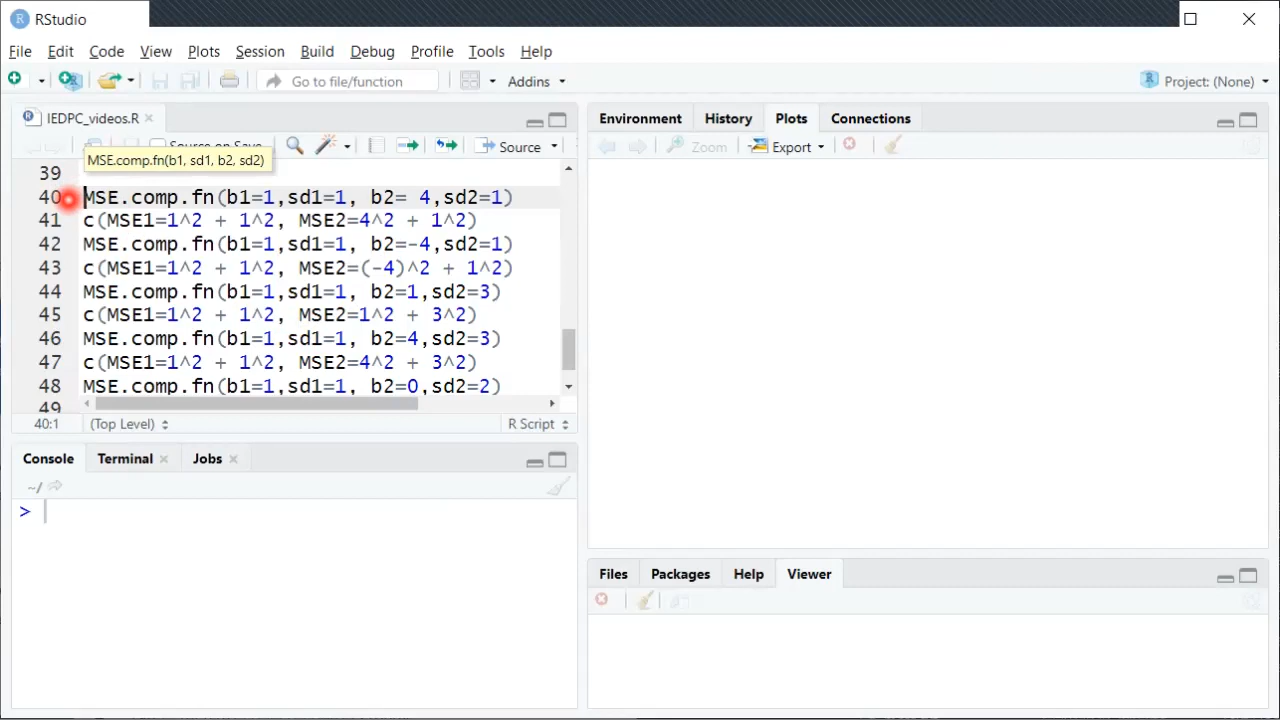 RStudio
File Edit Code View Plots Session Build Debug Profile Tools Help
Go to file/function Addins Project: (None)
IEDPC_videos.R
Source on Save Source
MSE.comp.fn(b1, sd1, b2, sd2)
39
40 MSE.comp.fn(b1=1,sd1=1, b2= 4,sd2=1)
41 c(MSE1=1^2 + 1^2, MSE2=4^2 + 1^2)
42 MSE.comp.fn(b1=1,sd1=1, b2=-4,sd2=1)
43 c(MSE1=1^2 + 1^2, MSE2=(-4)^2 + 1^2)
44 MSE.comp.fn(b1=1,sd1=1, b2=1,sd2=3)
45 c(MSE1=1^2 + 1^2, MSE2=1^2 + 3^2)
46 MSE.comp.fn(b1=1,sd1=1, b2=4,sd2=3)
47 c(MSE1=1^2 + 1^2, MSE2=4^2 + 3^2)
48 MSE.comp.fn(b1=1,sd1=1, b2=0,sd2=2)
49
40:1 (Top Level) R Script
Console Terminal Jobs
~/
>
Environment History Plots Connections
Zoom Export
Files Packages Help Viewer